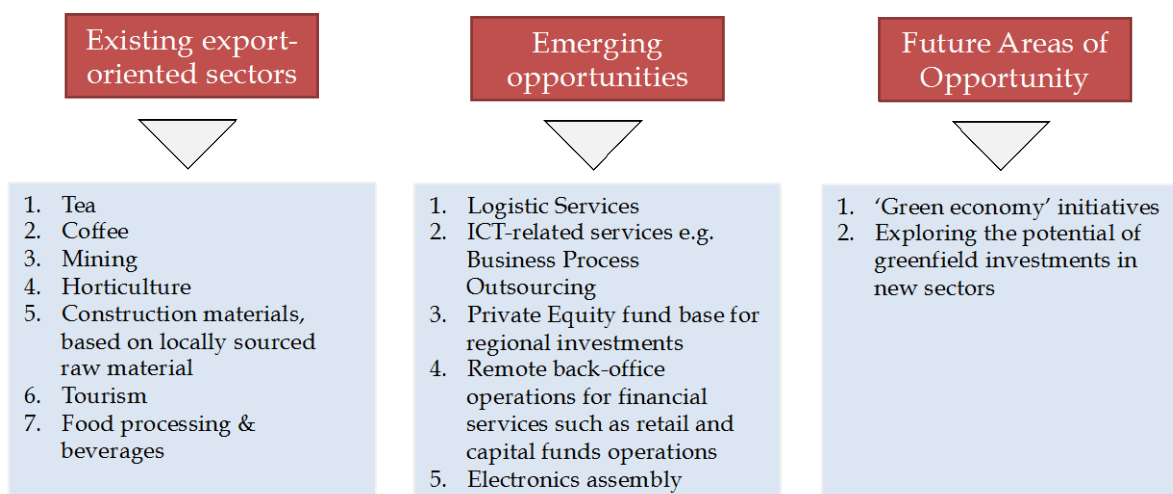 Existing export-
oriented sectors
1. Tea
2. Coffee
3. Mining
4. Horticulture
5. Construction materials,
based on locally sourced
raw material
6. Tourism
7. Food processing &
beverages
Emerging
opportunities
1. Logistic Services
2. ICT-related services e.g.
Business Process
Outsourcing
3. Private Equity fund base for
regional investments
4. Remote back-office
operations for financial
services such as retail and
capital funds operations
5. Electronics assembly
Future Areas of
Opportunity
1. ‘Green economy’ initiatives
2. Exploring the potential of
greenfield investments in
new sectors